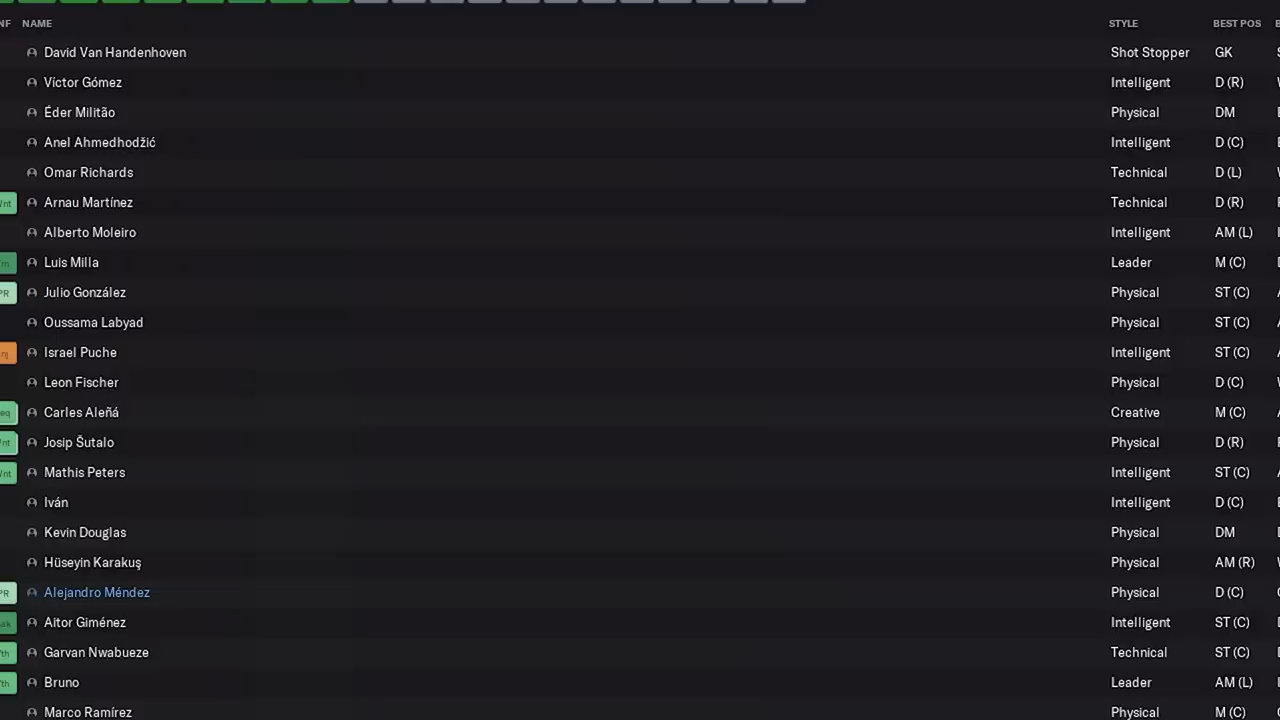 NF NAME STYLE BEST POS
David Van Handenhoven Shot Stopper GK
Víctor Gómez Intelligent D (R)
Éder Militão Physical DM
Anel Ahmedhodžić Intelligent D (C)
Omar Richards Technical D (L)
Arnau Martínez Technical D (R)
Alberto Moleiro Intelligent AM (L)
Luis Milla Leader M (C)
PR Julio González Physical ST (C)
Oussama Labyad Physical ST (C)
Israel Puche Intelligent ST (C)
Leon Fischer Physical D (C)
Carles Aleñá Creative M (C)
Josip Šutalo Physical D (R)
Mathis Peters Intelligent ST (C)
Iván Intelligent D (C)
Kevin Douglas Physical DM
Hüseyin Karakuş Physical AM (R)
PR Alejandro Méndez Physical D (C)
Aitor Giménez Intelligent ST (C)
Garvan Nwabueze Technical ST (C)
Bruno Leader AM (L)
Marco Ramírez Physical M (C)